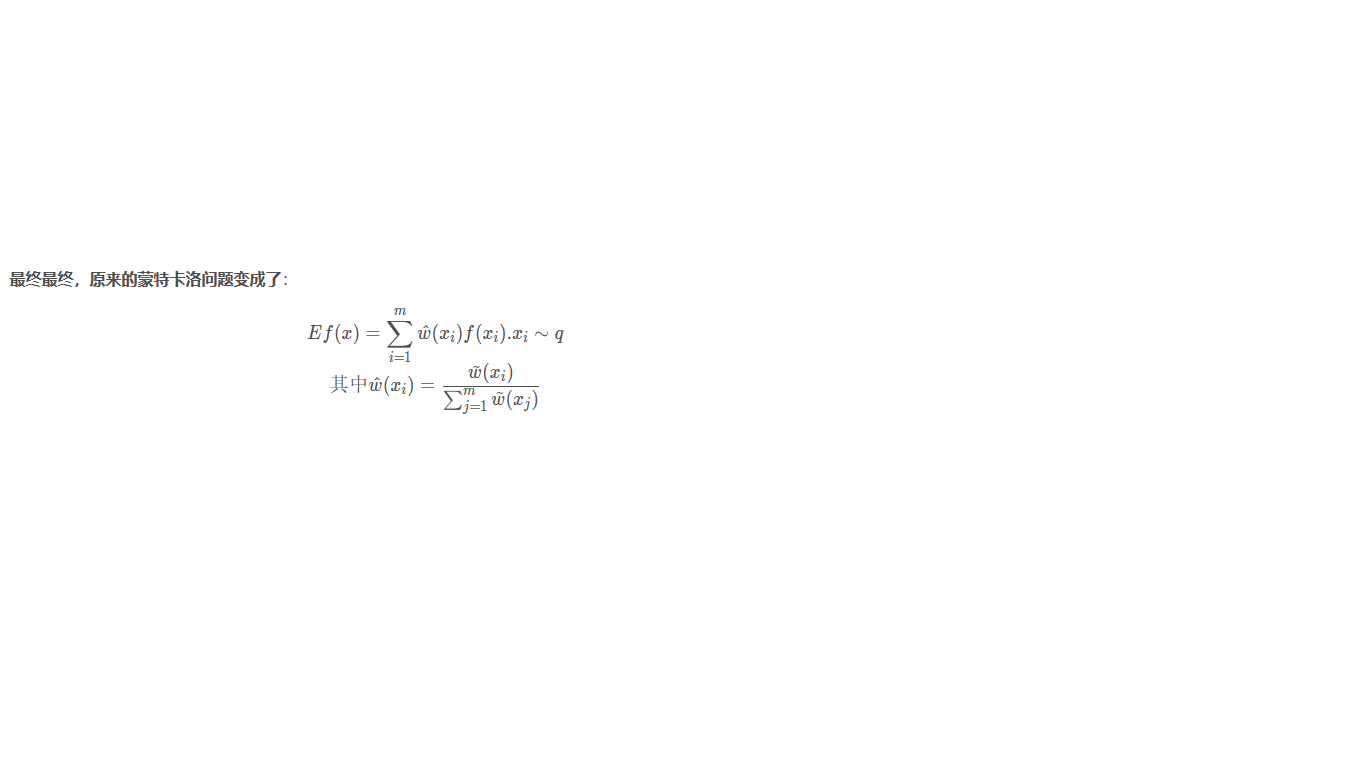 最终最终，原来的蒙特卡洛问题变成了：
$Ef(x) = \sum_{i=1}^{m} \hat{w}(x_i) f(x_i). x_i \sim q$
其中$\hat{w}(x_i) = \frac{\tilde{w}(x_i)}{\sum_{j=1}^{m} \tilde{w}(x_j)}$